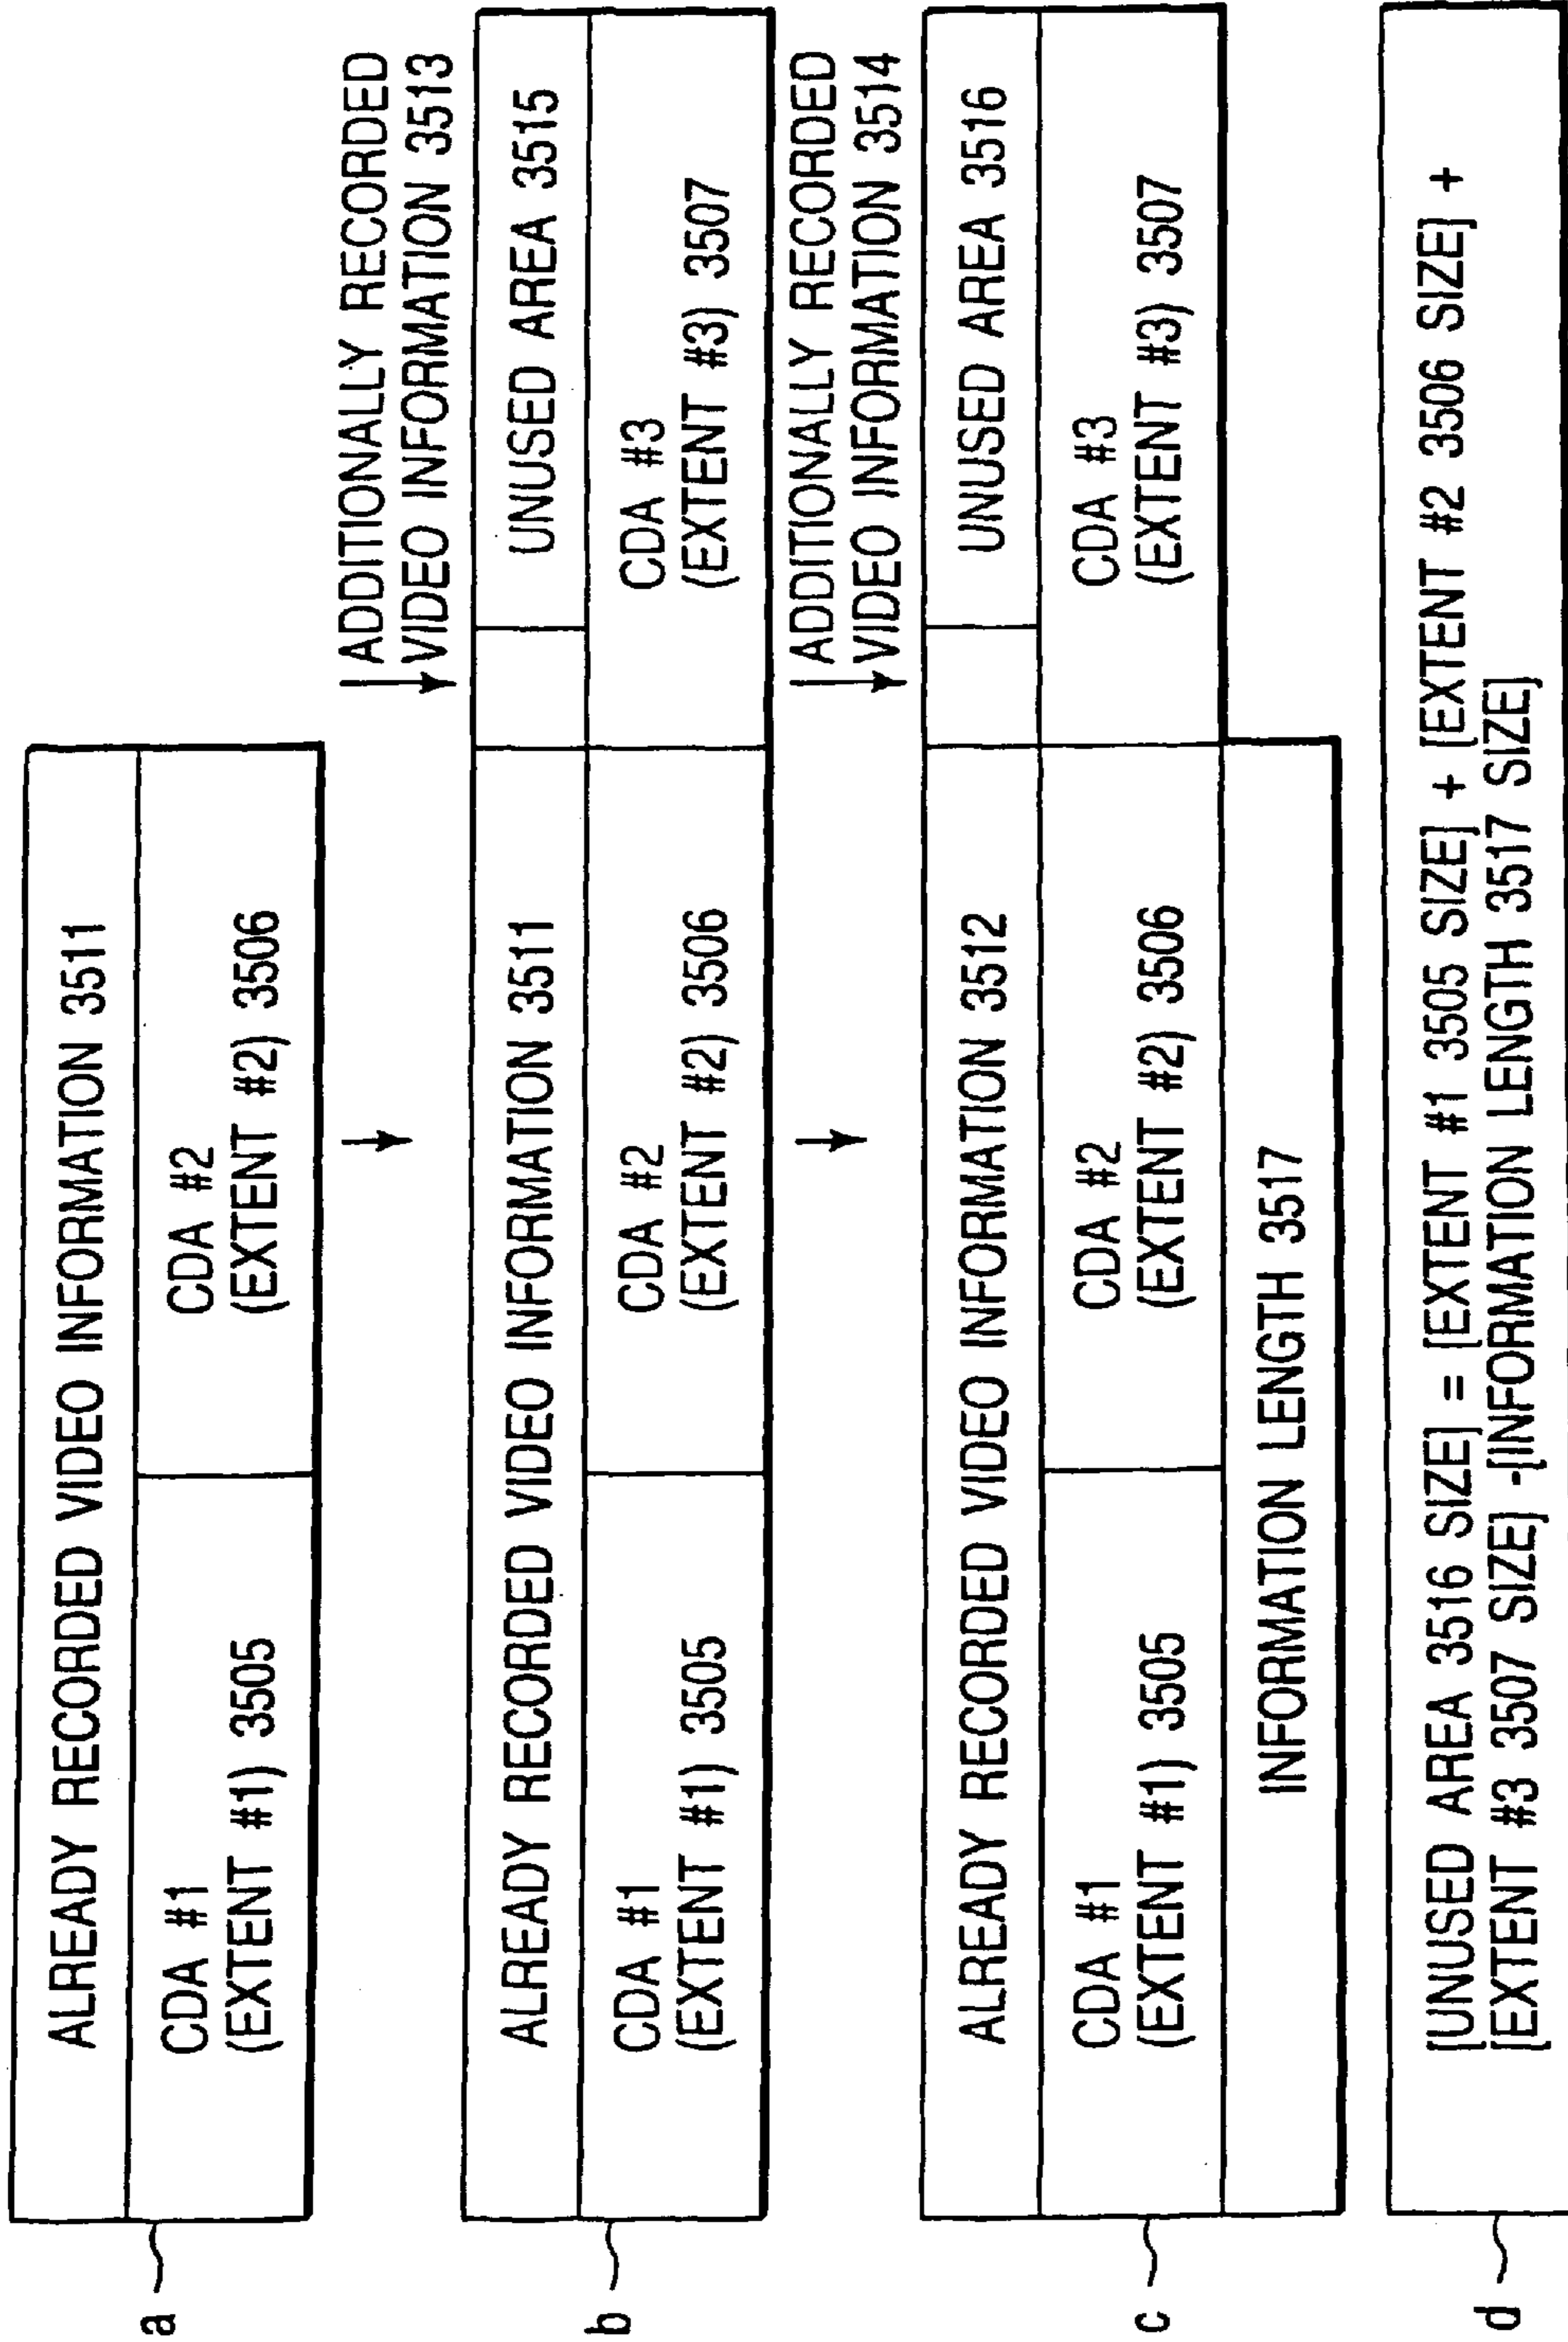 a
ALREADY RECORDED VIDEO INFORMATION 3511
CDA #1
(EXTENT #1) 3505
CDA #2
(EXTENT #2) 3506
ADDITIONALLY RECORDED
VIDEO INFORMATION 3513
b
ALREADY RECORDED VIDEO INFORMATION 3511
UNUSED AREA 3515
CDA #1
(EXTENT #1) 3505
CDA #2
(EXTENT #2) 3506
CDA #3
(EXTENT #3) 3507
ADDITIONALLY RECORDED
VIDEO INFORMATION 3514
c
ALREADY RECORDED VIDEO INFORMATION 3512
UNUSED AREA 3516
CDA #1
(EXTENT #1) 3505
CDA #2
(EXTENT #2) 3506
CDA #3
(EXTENT #3) 3507
INFORMATION LENGTH 3517
d
[UNUSED AREA 3516 SIZE] = [EXTENT #1 3505 SIZE] + [EXTENT #2 3506 SIZE] +
[EXTENT #3 3507 SIZE] -[INFORMATION LENGTH 3517 SIZE]